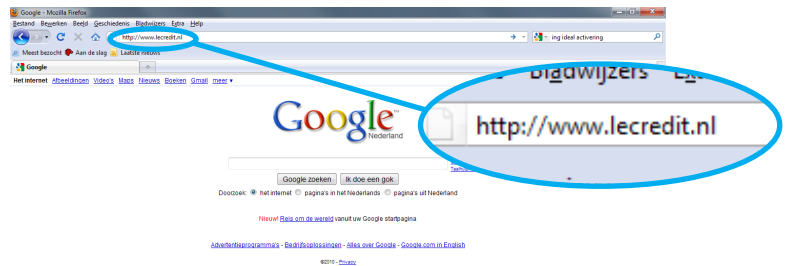 Google - Mozilla Firefox
Bestand Bewerken Beeld Geschiedenis Bladwijzers Extra Help
http://www.lecredit.nl
ing ideal activering
Meest bezocht Aan de slag Laatste nieuws
Google
Het internet Afbeeldingen Video's Maps Nieuws Boeken Gmail meer
Bladwijzers
http://www.lecredit.nl
Google
Nederland
Google zoeken Ik doe een gok
Doorzoek: het internet pagina's in het Nederlands pagina's uit Nederland
Nieuw! Reis om de wereld vanuit uw Google startpagina
Advertentieprogramma's - Bedrijfsoplossingen - Alles over Google - Google.com in English
©2010 - Privacy